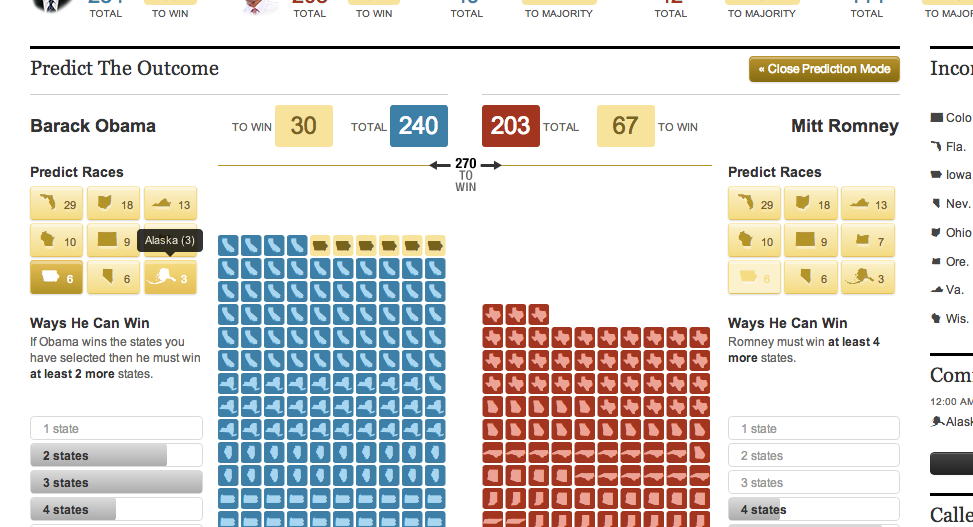 TOTAL TO WIN TOTAL TO WIN TOTAL TO MAJORITY TOTAL TO MAJORITY TOTAL
Predict The Outcome
« Close Prediction Mode
Barack Obama
TO WIN 30 TOTAL 240
203 TOTAL 67 TO WIN
Mitt Romney
270
TO
WIN
Predict Races
29 18 13
10 9
Alaska (3)
6 6 3
Ways He Can Win
If Obama wins the states you
have selected then he must win
at least 2 more states.
1 state
2 states
3 states
4 states
Predict Races
29 18 13
10 9 7
6 6 3
Ways He Can Win
Romney must win at least 4
more states.
1 state
2 states
3 states
4 states
Colo
Fla.
Iowa
Nev.
Ohio
Ore.
Va.
Wis.
12:00 AM
Alask
Calle